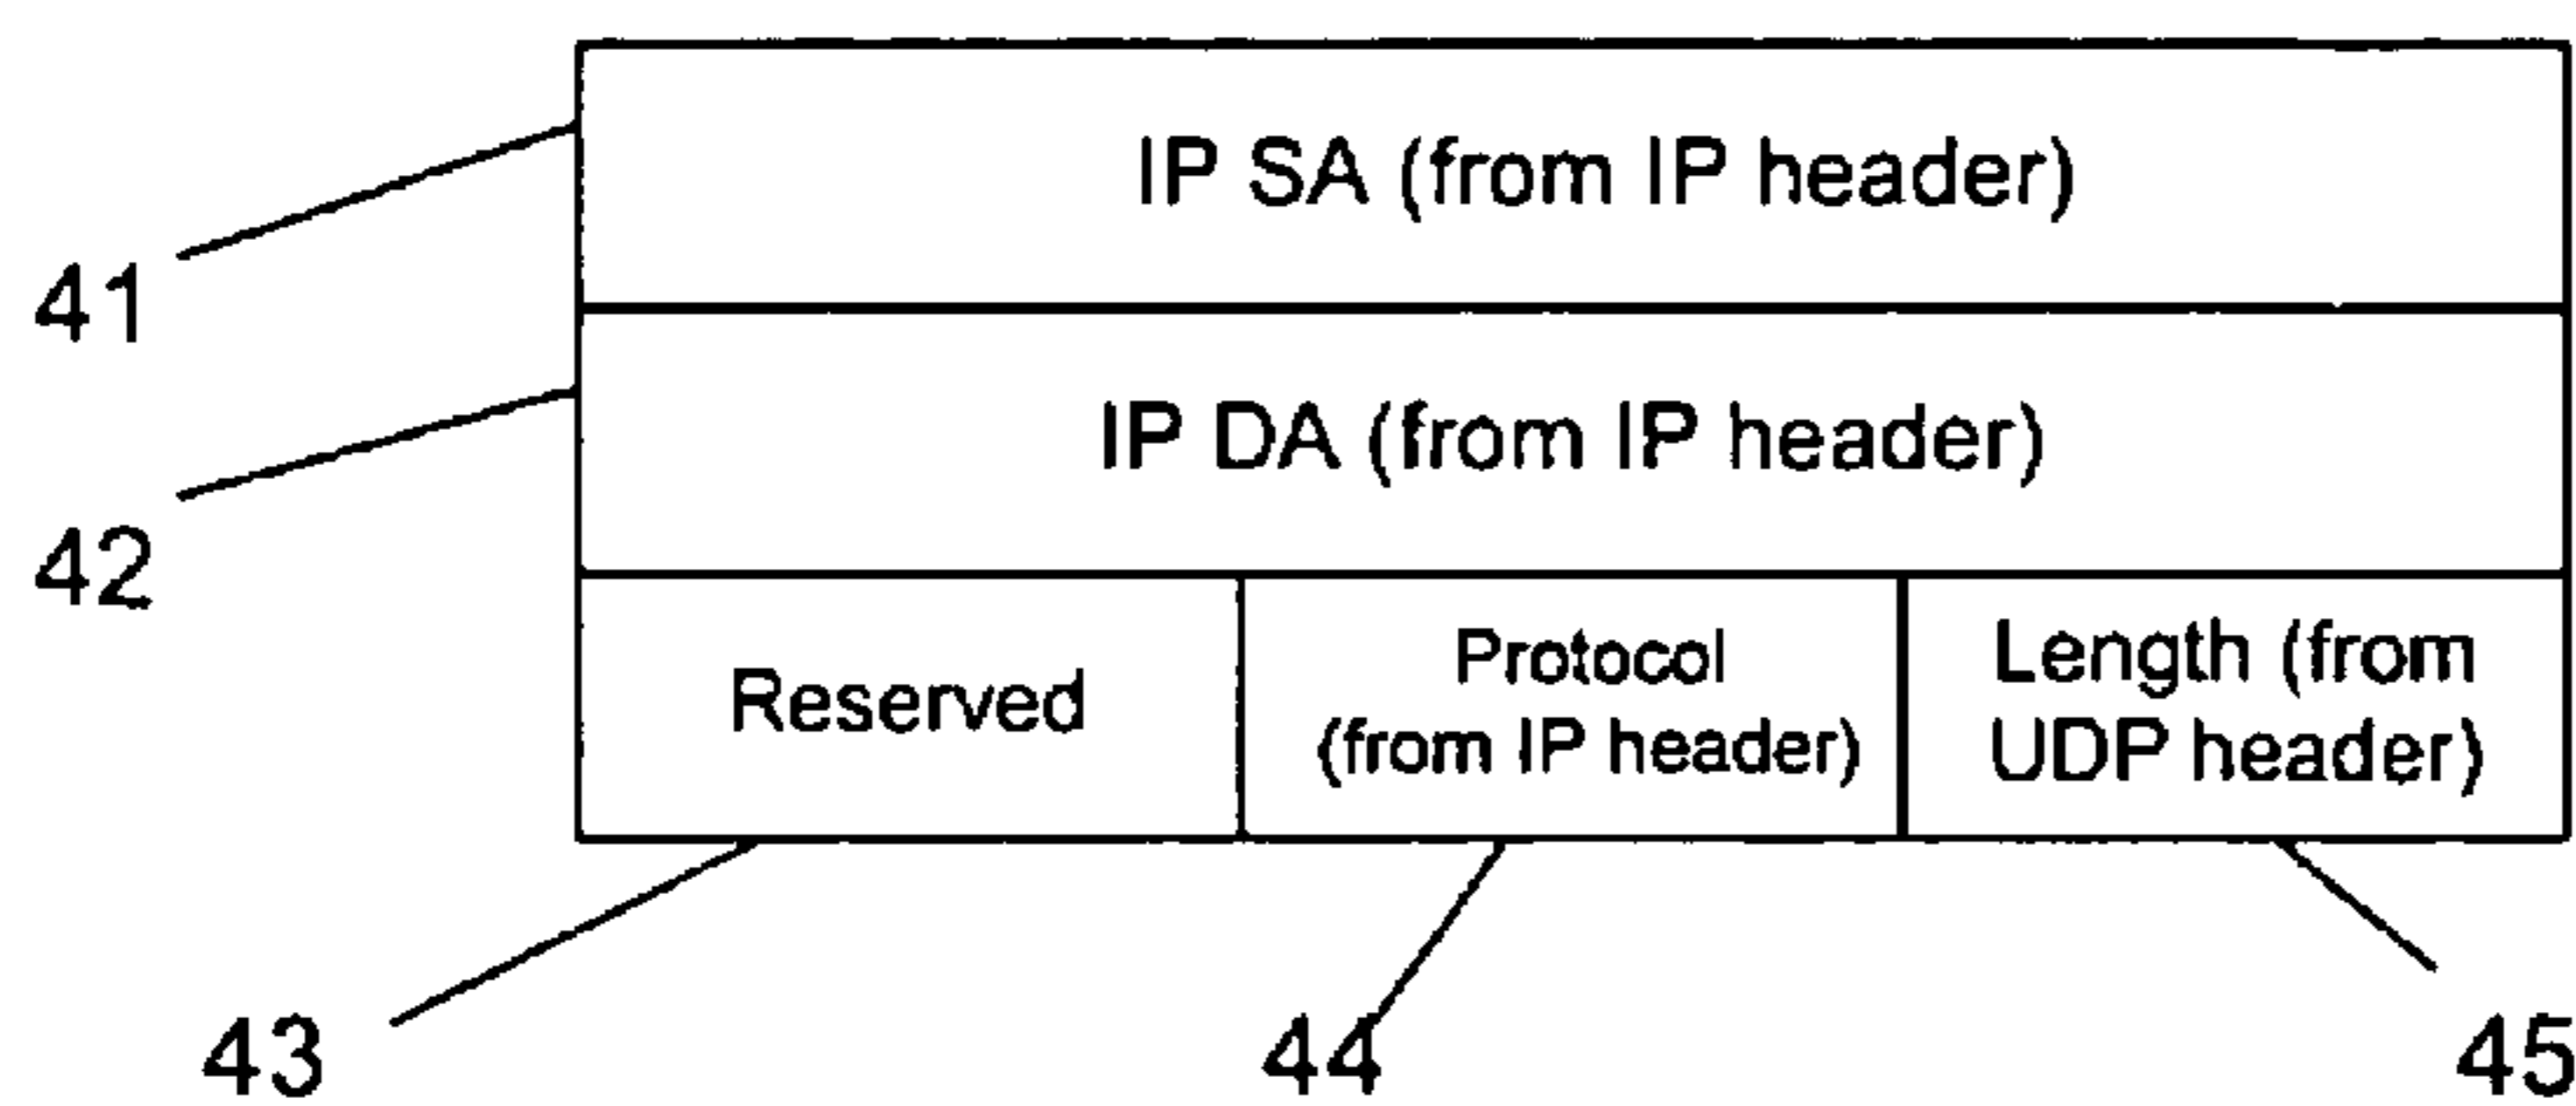 IP SA (from IP header)
41
IP DA (from IP header)
42
Reserved
Protocol
(from IP header)
Length (from
UDP header)
43
44
45